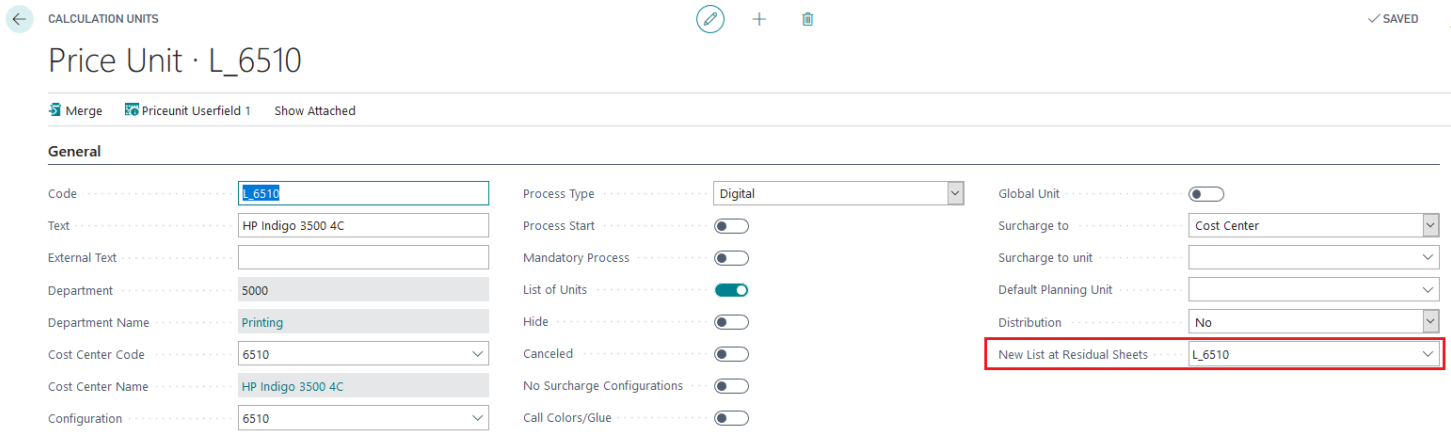 CALCULATION UNITS
SAVED
Price Unit · L_6510
Merge Priceunit Userfield 1 Show Attached
General
Code L_6510
Text HP Indigo 3500 4C
External Text
Department 5000
Department Name Printing
Cost Center Code 6510
Cost Center Name HP Indigo 3500 4C
Configuration 6510
Process Type Digital
Process Start
Mandatory Process
List of Units
Hide
Canceled
No Surcharge Configurations
Call Colors/Glue
Global Unit
Surcharge to Cost Center
Surcharge to unit
Default Planning Unit
Distribution No
New List at Residual Sheets L_6510